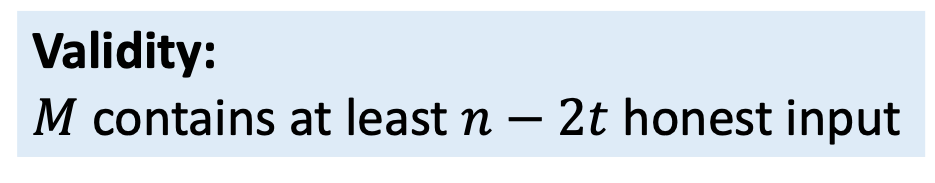 Validity:
M contains at least n − 2t honest input